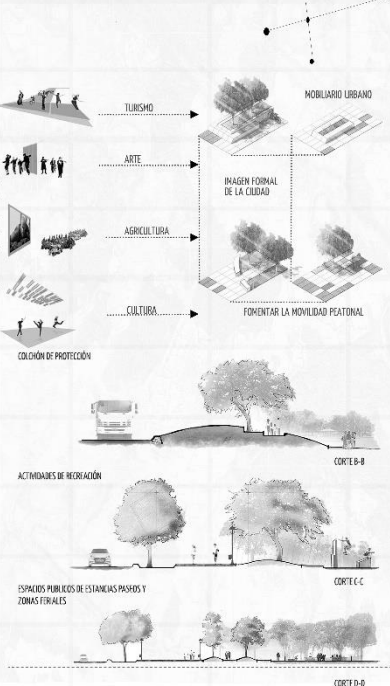 TURISMO
MOBILIARIO URBANO
ARTE
IMAGEN FORMAL
DE LA CIUDAD
AGRICULTURA
CULTURA
FOMENTAR LA MOVILIDAD PEATONAL
COLCHÓN DE PROTECCIÓN
CORTE B-B
ACTIVIDADES DE RECREACIÓN
CORTE C-C
ESPACIOS PUBLICOS DE ESTANCIAS PASEOS Y
ZONAS FERIALES
CORTE D-D